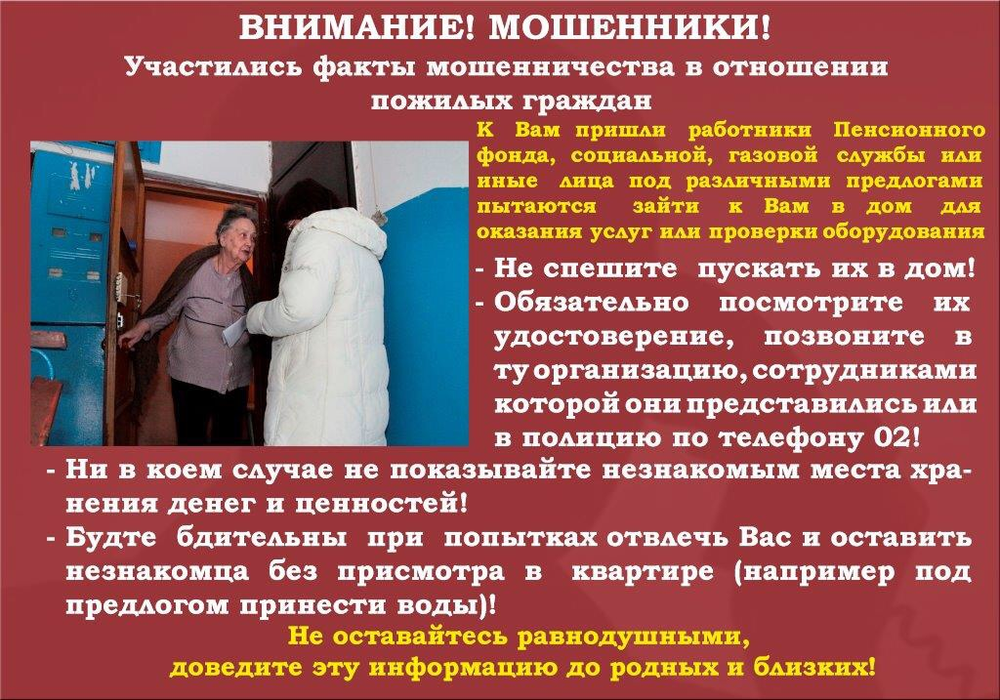 ВНИМАНИЕ! МОШЕННИКИ!
Участились факты мошенничества в отношении
пожилых граждан
К Вам пришли работники Пенсионного
фонда, социальной, газовой службы или
иные лица под различными предлогами
пытаются зайти к Вам в дом для
оказания услуг или проверки оборудования
- Не спешите пускать их в дом!
- Обязательно посмотрите их
удостоверение, позвоните в
ту организацию, сотрудниками
которой они представились или
в полицию по телефону 02!
- Ни в коем случае не показывайте незнакомым места хра-
нения денег и ценностей!
- Будте бдительны при попытках отвлечь Вас и оставить
незнакомца без присмотра в квартире (например под
предлогом принести воды)!
Не оставайтесь равнодушными,
доведите эту информацию до родных и близких!